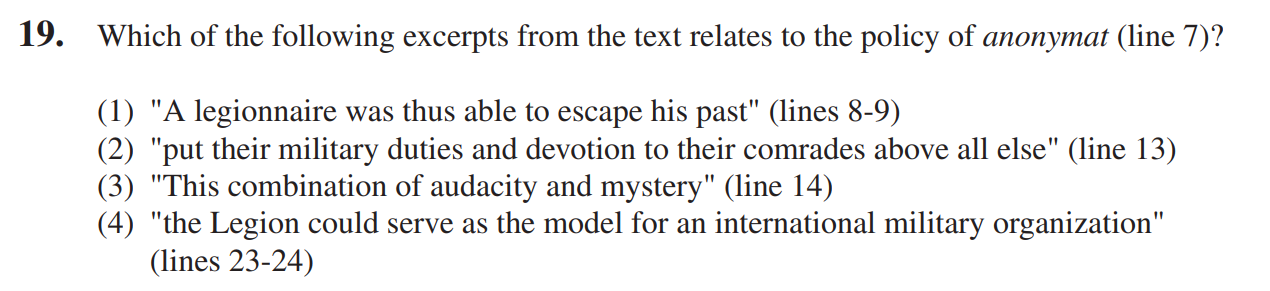 19. Which of the following excerpts from the text relates to the policy of anonymat (line 7)?
(1) "A legionnaire was thus able to escape his past" (lines 8-9)
(2) "put their military duties and devotion to their comrades above all else" (line 13)
(3) "This combination of audacity and mystery" (line 14)
(4) "the Legion could serve as the model for an international military organization"
(lines 23-24)